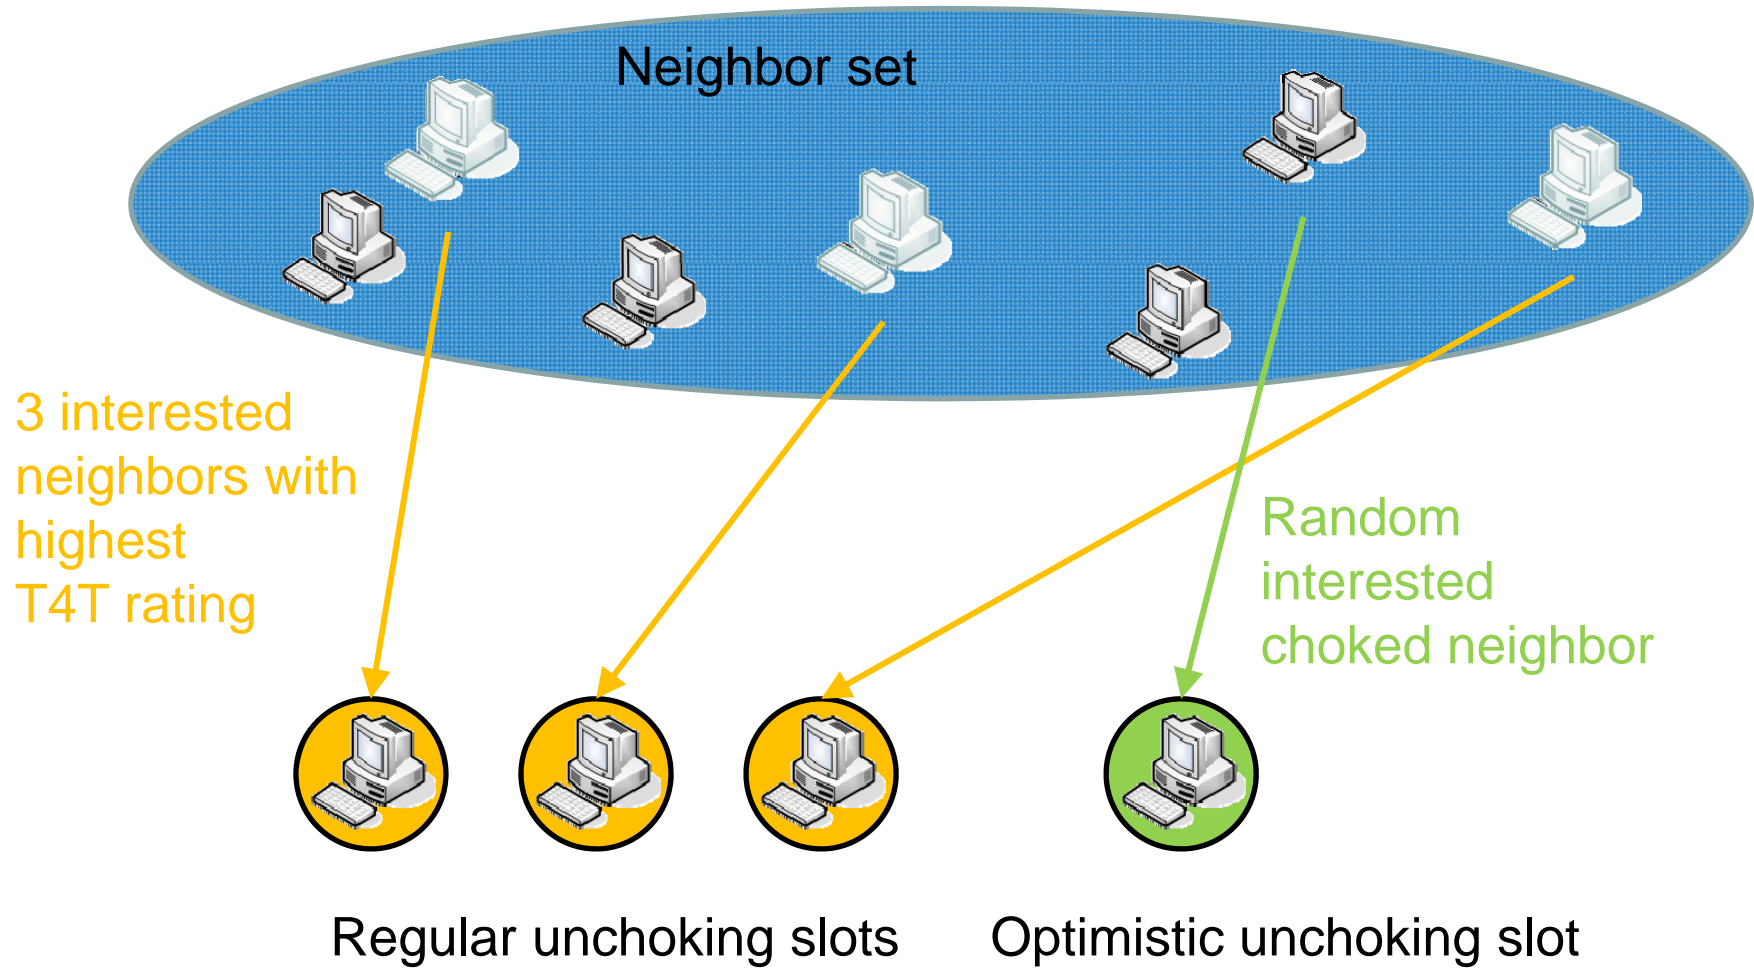 Neighbor set
3 interested
neighbors with
highest
T4T rating
Random
interested
choked neighbor
Regular unchoking slots
Optimistic unchoking slot